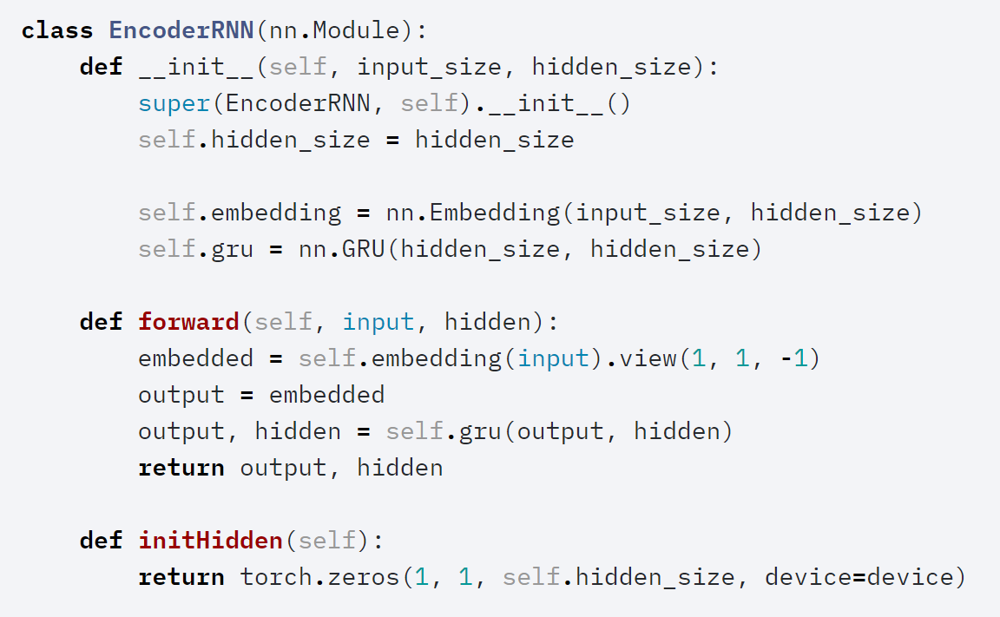 class EncoderRNN(nn.Module):
    def __init__(self, input_size, hidden_size):
        super(EncoderRNN, self).__init__()
        self.hidden_size = hidden_size

        self.embedding = nn.Embedding(input_size, hidden_size)
        self.gru = nn.GRU(hidden_size, hidden_size)

    def forward(self, input, hidden):
        embedded = self.embedding(input).view(1, 1, -1)
        output = embedded
        output, hidden = self.gru(output, hidden)
        return output, hidden

    def initHidden(self):
        return torch.zeros(1, 1, self.hidden_size, device=device)